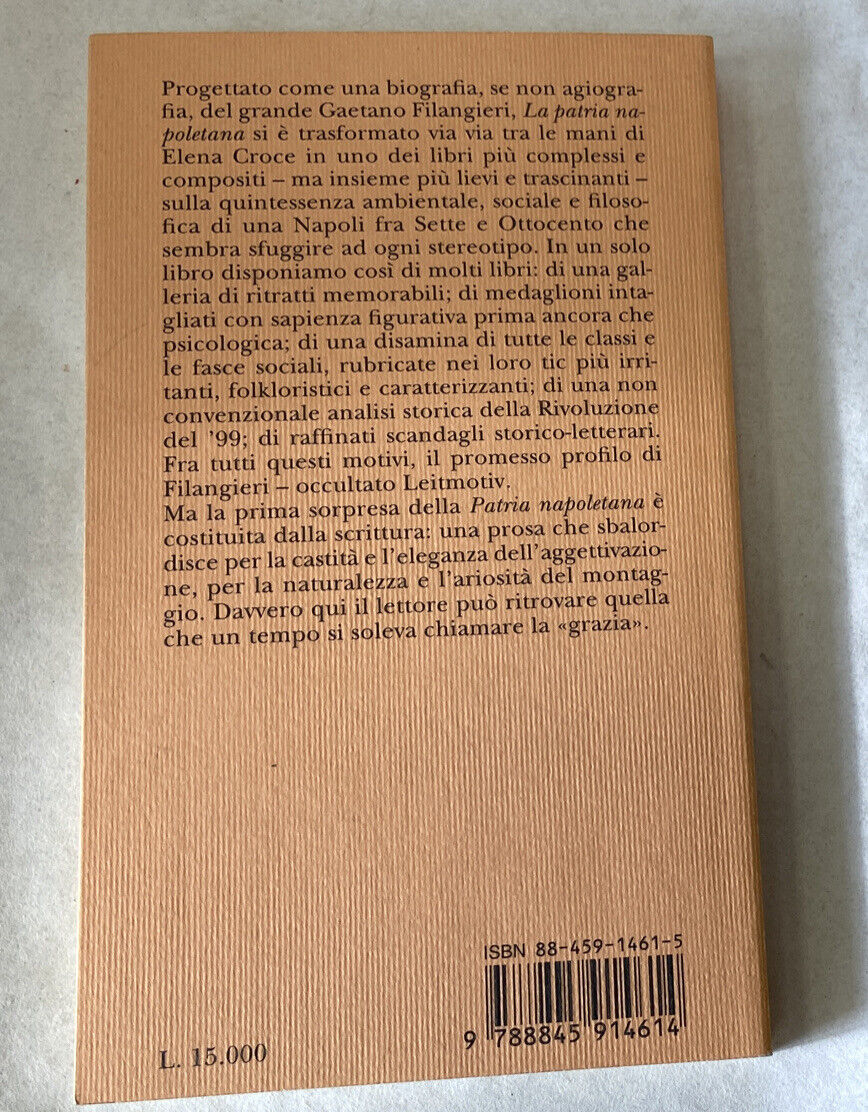 Progettato come una biografia, se non agiogra-
fia, del grande Gaetano Filangieri, La patria na-
poletana si è trasformato via via tra le mani di
Elena Croce in uno dei libri più complessi e
compositi – ma insieme più lievi e trascinanti –
sulla quintessenza ambientale, sociale e filoso-
fica di una Napoli fra Sette e Ottocento che
sembra sfuggire ad ogni stereotipo. In un solo
libro disponiamo così di molti libri: di una gal-
leria di ritratti memorabili; di medaglioni inta-
gliati con sapienza figurativa prima ancora che
psicologica; di una disamina di tutte le classi e
le fasce sociali, rubricate nei loro tic più irri-
tanti, folkloristici e caratterizzanti; di una non
convenzionale analisi storica della Rivoluzione
del ’99; di raffinati scandagli storico-letterari.
Fra tutti questi motivi, il promesso profilo di
Filangieri – occultato Leitmotiv.
Ma la prima sorpresa della Patria napoletana è
costituita dalla scrittura: una prosa che sbalor-
disce per la castità e l’eleganza dell’aggettivazio-
ne, per la naturalezza e l’ariosità del montag-
gio. Davvero qui il lettore può ritrovare quella
che un tempo si soleva chiamare la «grazia».
ISBN 88-459-1461-5
9 788845 914614
L. 15.000